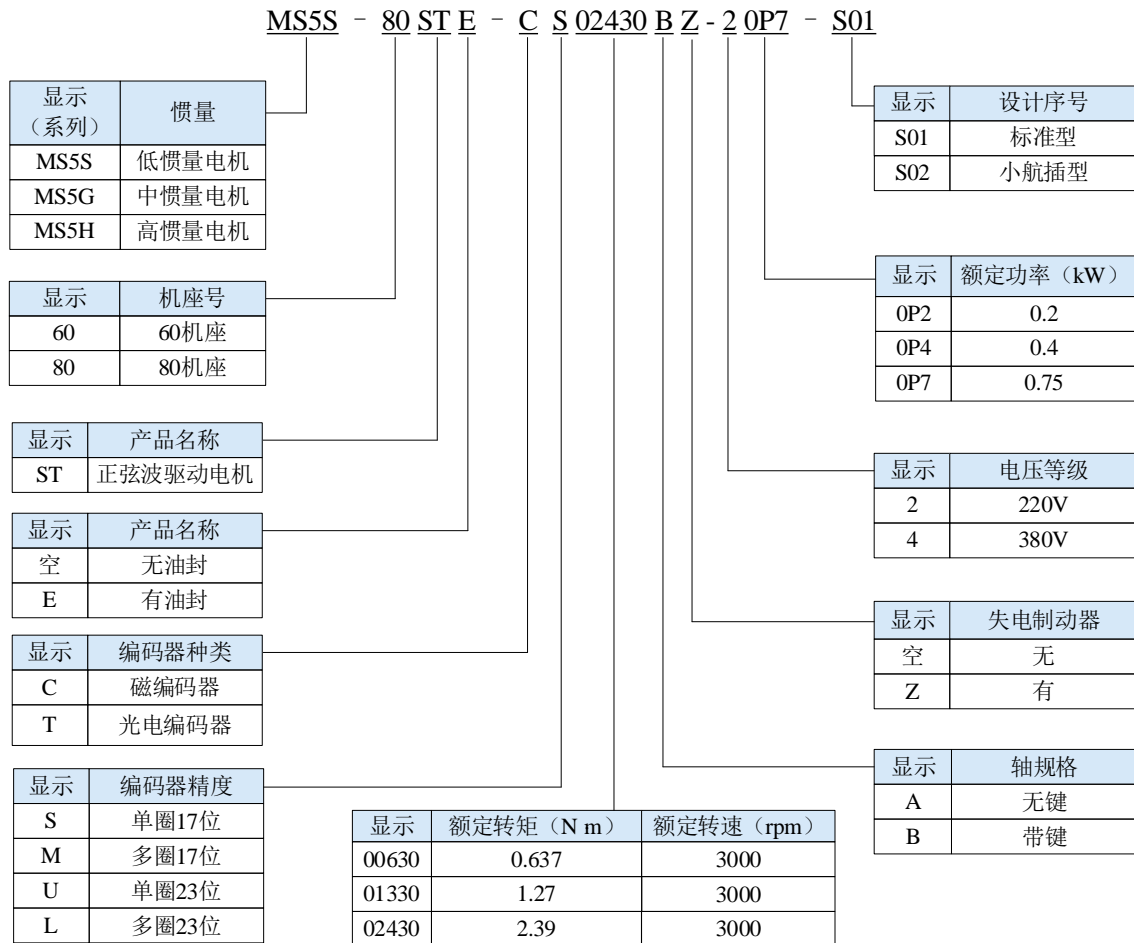 MS5S - 80 ST E - C S 02430 B Z - 2 0P7 - S01
显示（系列） 惯量
MS5S 低惯量电机
MS5G 中惯量电机
MS5H 高惯量电机
显示 机座号
60 60机座
80 80机座
显示 产品名称
ST 正弦波驱动电机
显示 产品名称
空 无油封
E 有油封
显示 编码器种类
C 磁编码器
T 光电编码器
显示 编码器精度
S 单圈17位
M 多圈17位
U 单圈23位
L 多圈23位
显示 额定转矩（N m） 额定转速（rpm）
00630 0.637 3000
01330 1.27 3000
02430 2.39 3000
显示 设计序号
S01 标准型
S02 小航插型
显示 额定功率（kW）
0P2 0.2
0P4 0.4
0P7 0.75
显示 电压等级
2 220V
4 380V
显示 失电制动器
空 无
Z 有
显示 轴规格
A 无键
B 带键